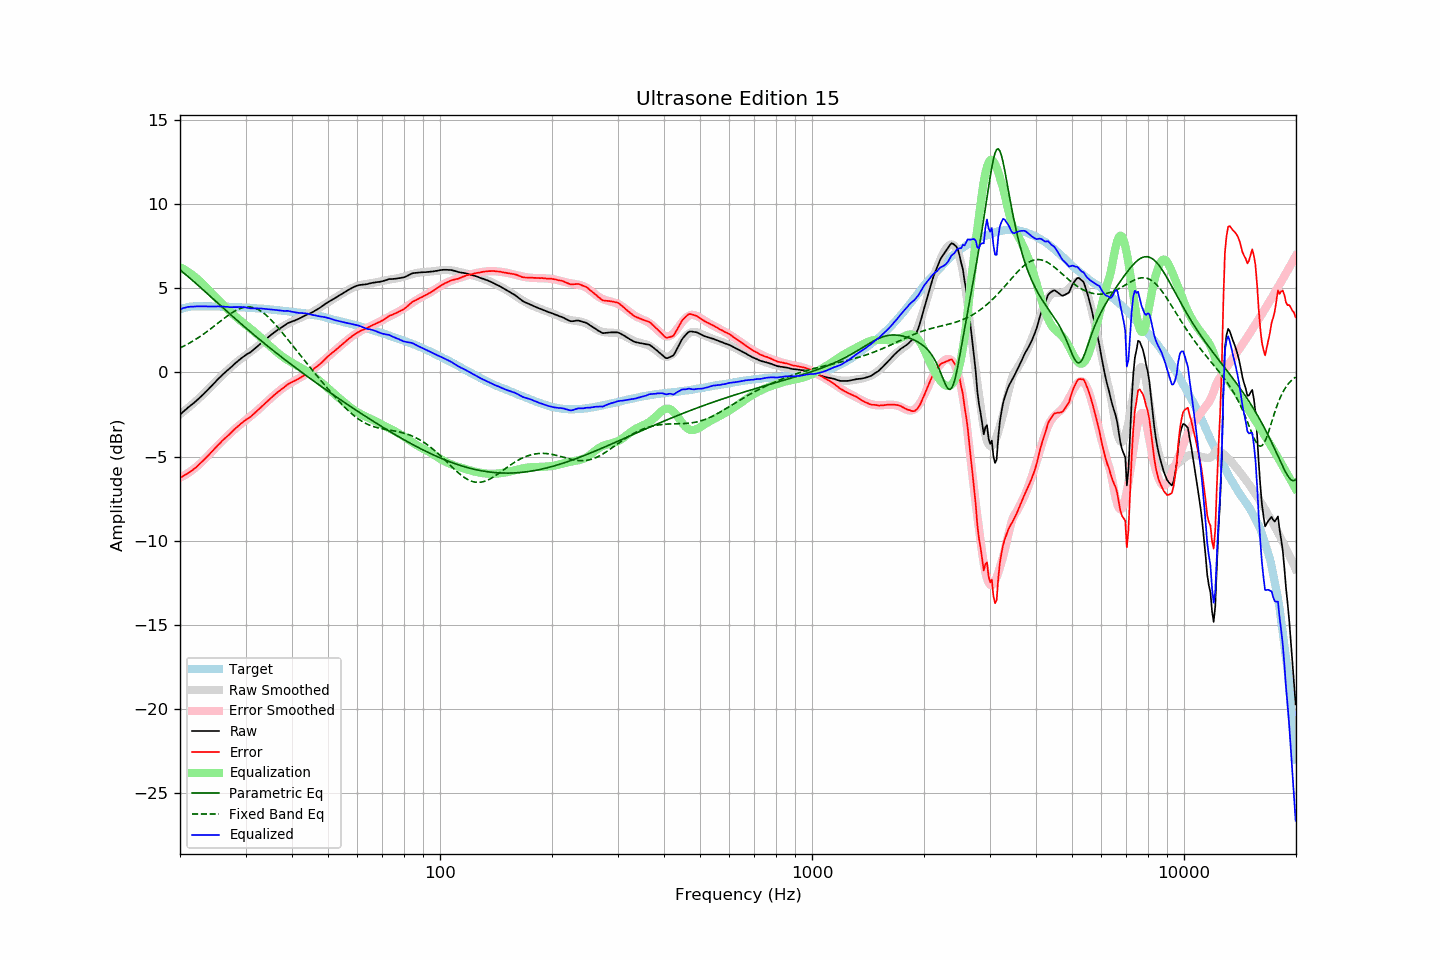 Ultrasone Edition 15
15
10
5
0
−5
−10
−15
−20
−25
Amplitude (dBr)
Target
Raw Smoothed
Error Smoothed
Raw
Error
Equalization
Parametric Eq
Fixed Band Eq
Equalized
100
1000
10000
Frequency (Hz)